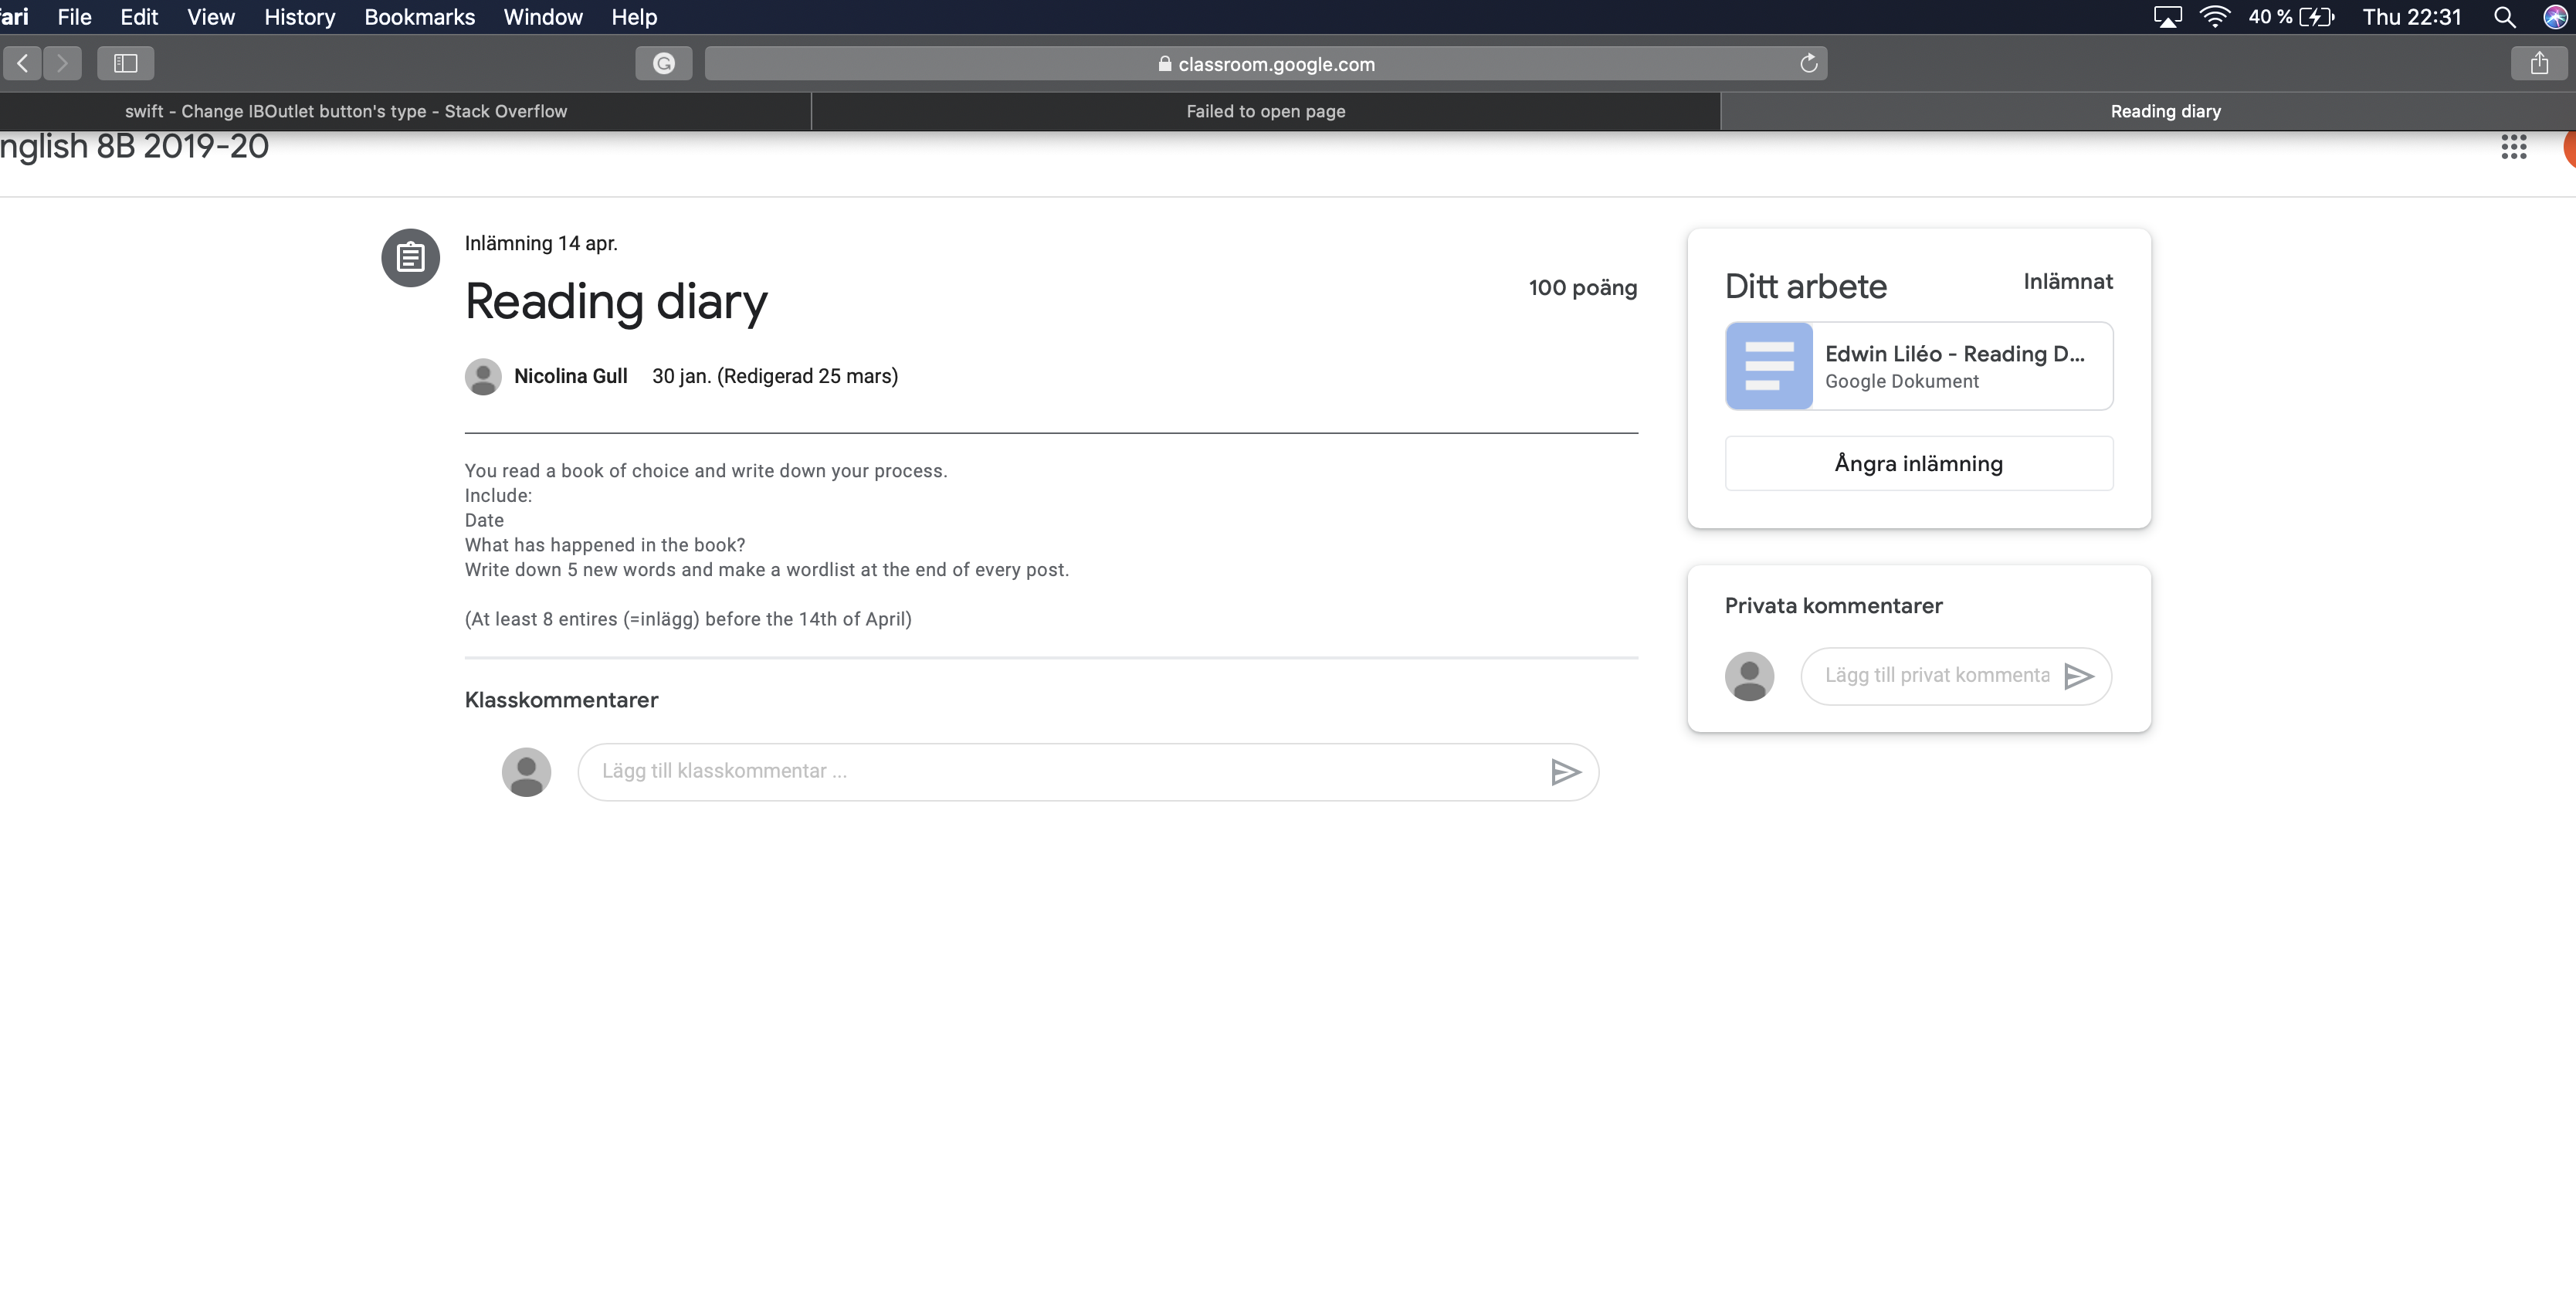 File Edit View History Bookmarks Window Help 40 % Thu 22:31
classroom.google.com
swift - Change IBOutlet button's type - Stack Overflow Failed to open page Reading diary
nglish 8B 2019-20
Inlämning 14 apr.
Reading diary
100 poäng
Nicolina Gull 30 jan. (Redigerad 25 mars)
You read a book of choice and write down your process.
Include:
Date
What has happened in the book?
Write down 5 new words and make a wordlist at the end of every post.
(At least 8 entires (=inlägg) before the 14th of April)
Klasskommentarer
Lägg till klasskommentar ...
Ditt arbete Inlämnat
Edwin Liléo - Reading D...
Google Dokument
Ångra inlämning
Privata kommentarer
Lägg till privat kommenta